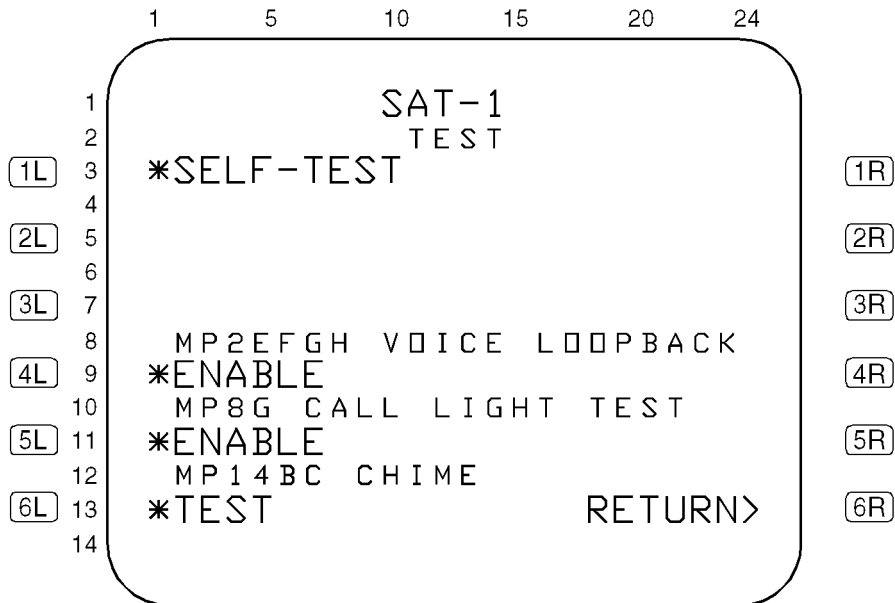 1 5 10 15 20 24
1 SAT-1
2 TEST
1L 3 *SELF-TEST 1R
4
2L 5 2R
6
3L 7 3R
8 MP2EFGH VOICE LOOPBACK
4L 9 *ENABLE 4R
10 MP8G CALL LIGHT TEST
5L 11 *ENABLE 5R
12 MP14BC CHIME
6L 13 *TEST RETURN> 6R
14